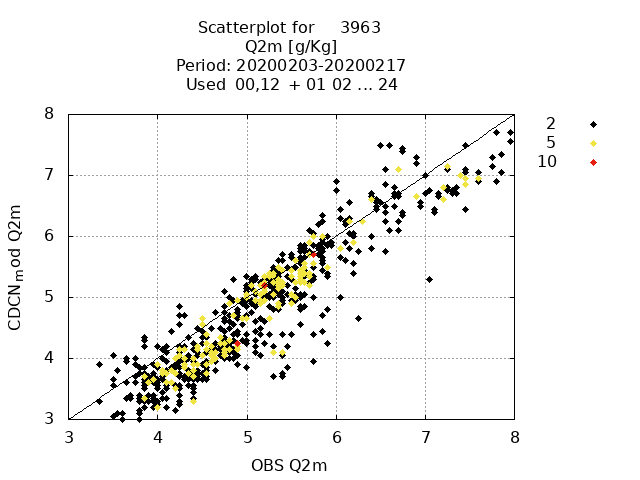 Scatterplot for 3963
Q2m [g/Kg]
Period: 20200203-20200217
Used 00,12 + 01 02 ... 24
2
5
10
8
7
6
5
4
3
CDCNmod Q2m
3 4 5 6 7 8
OBS Q2m